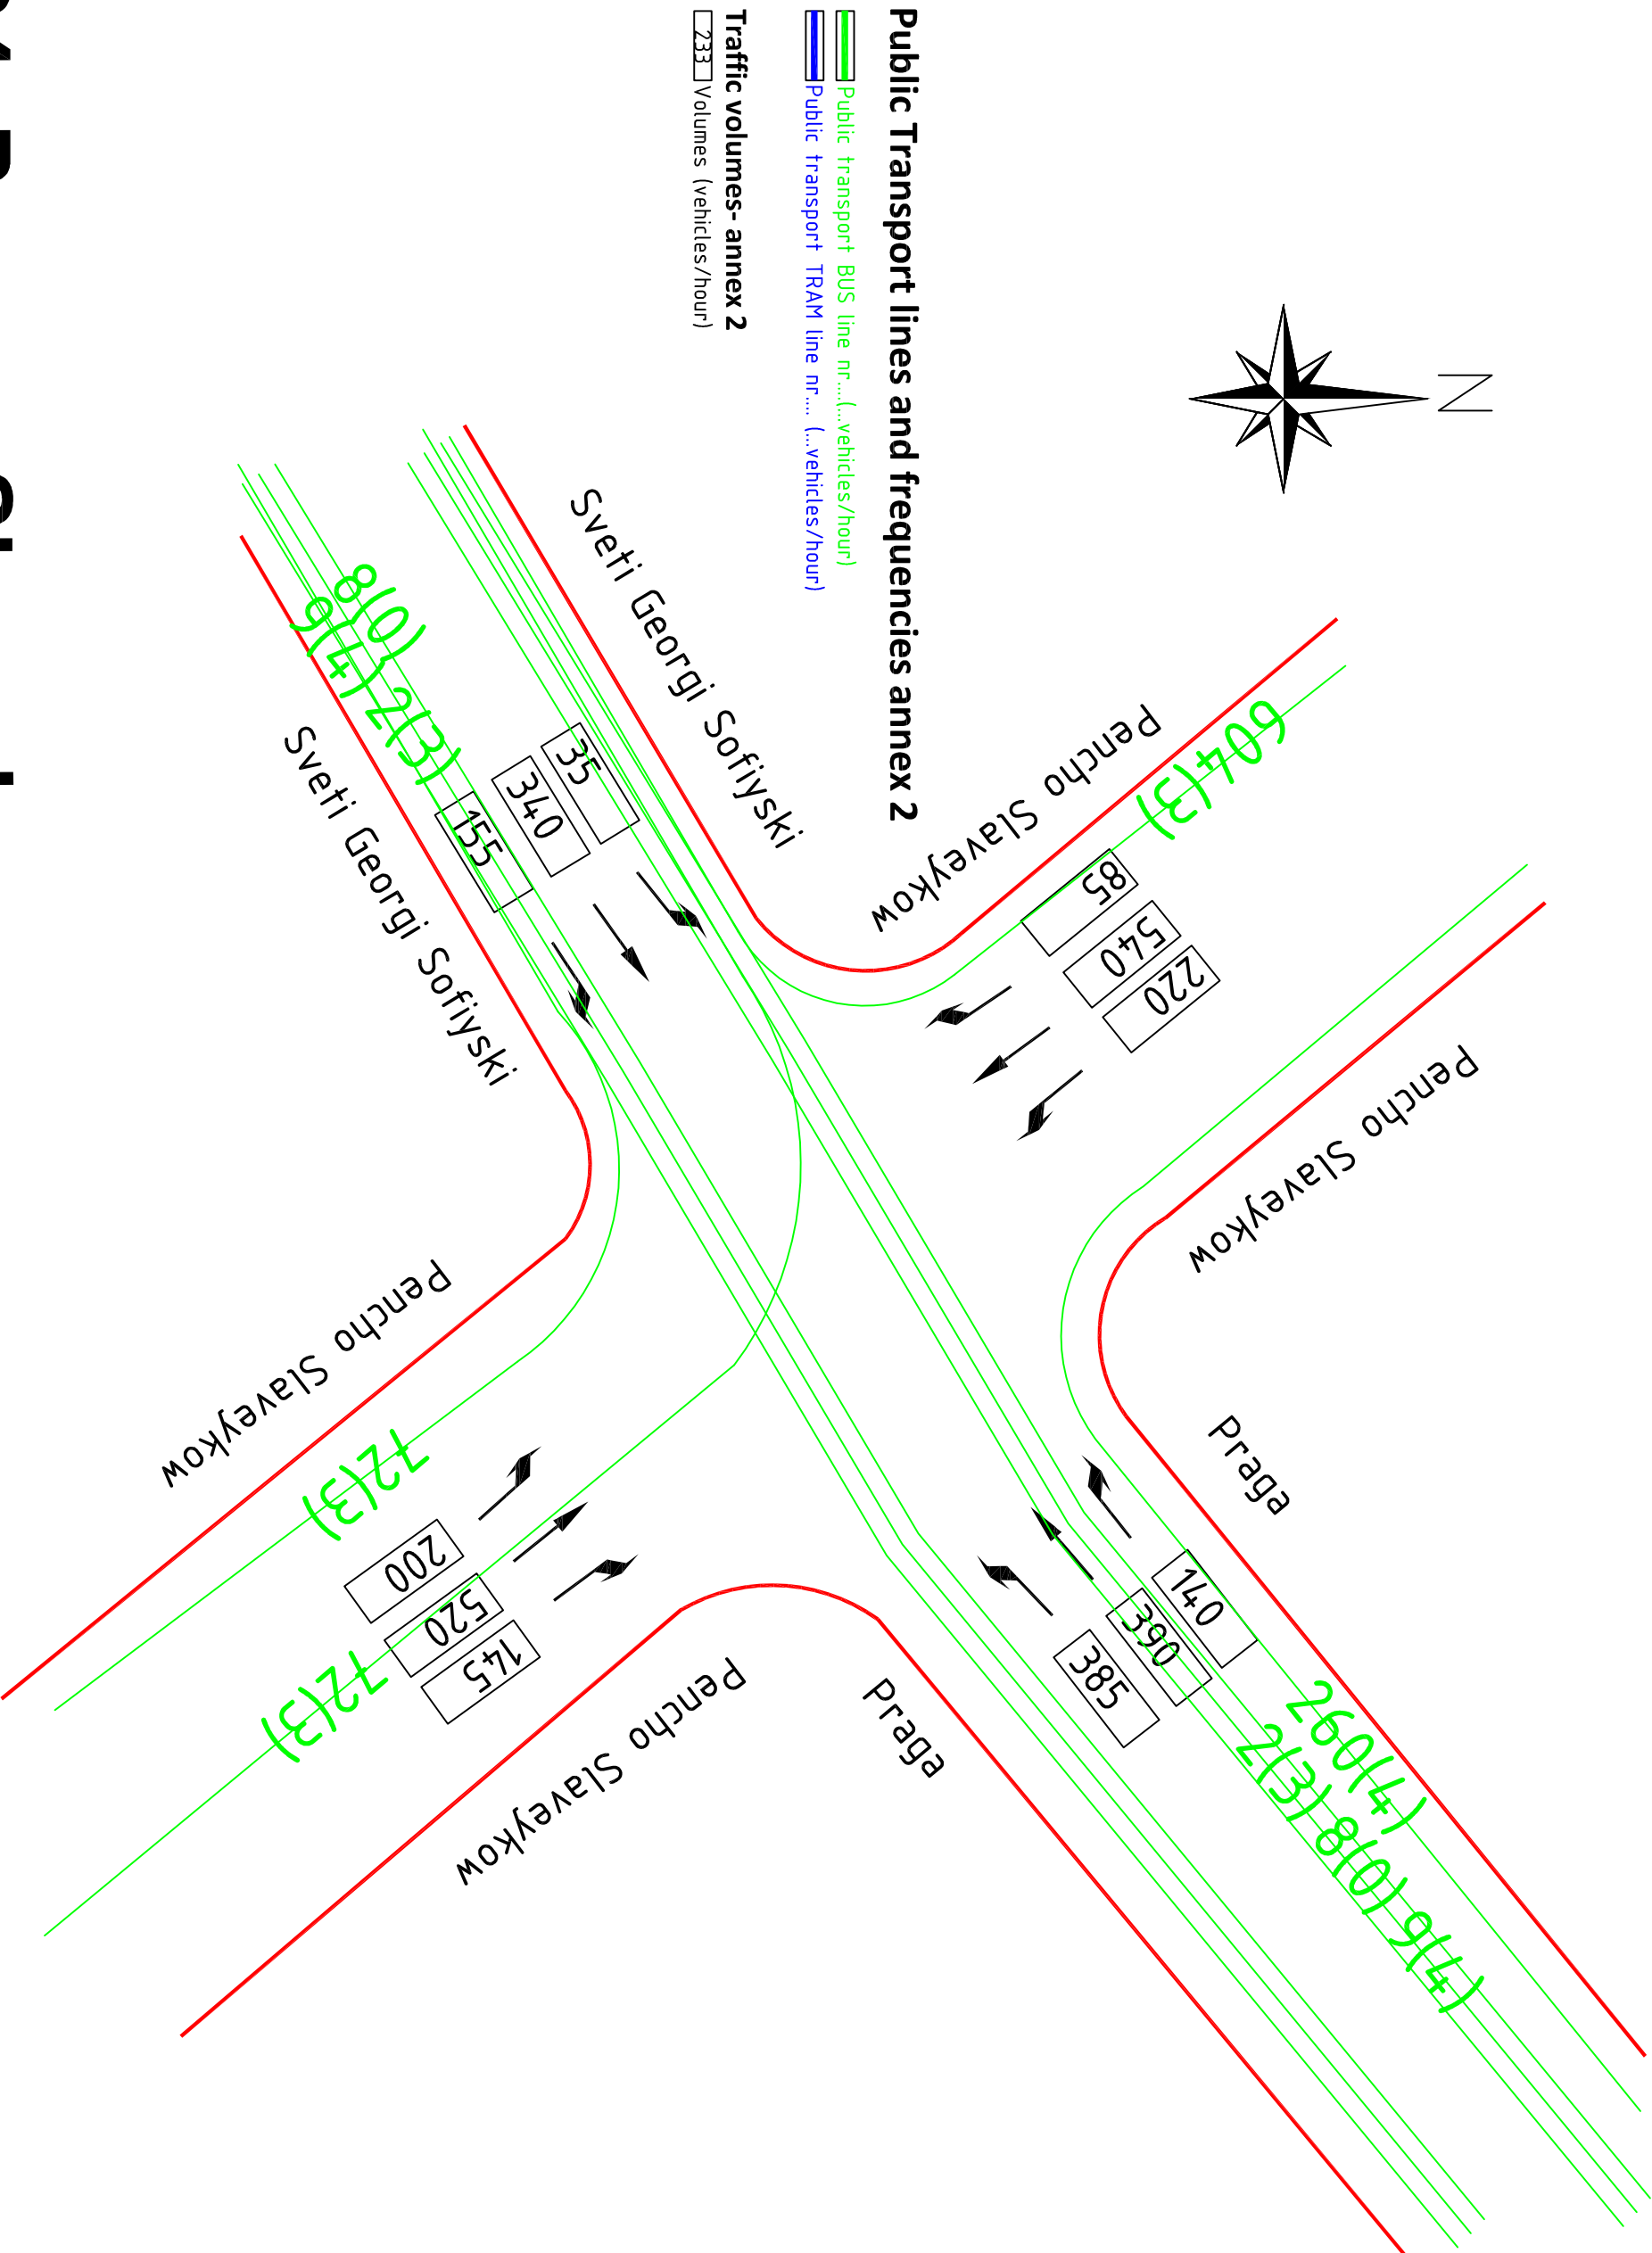 Public Transport lines and frequencies annex 2
Public transport BUS line nr....(...vehicles/hour)
Public transport TRAM line nr.... (...vehicles/hour)
Traffic volumes- annex 2
233 Volumes (vehicles/hour)
N
Sveti Georgi Sofiyski
Sveti Georgi Sofiyski
8(0)
9(4) 2(3)
35
340
155
Pencho Slaveykow
Pencho Slaveykow
604(3)
85
540
220
Pencho Slaveykow
Pencho Slaveykow
72(3)
72(3)
200
520
145
Praga
Praga
140
390
385
260(4)
2(3) 8(0) 9(4)